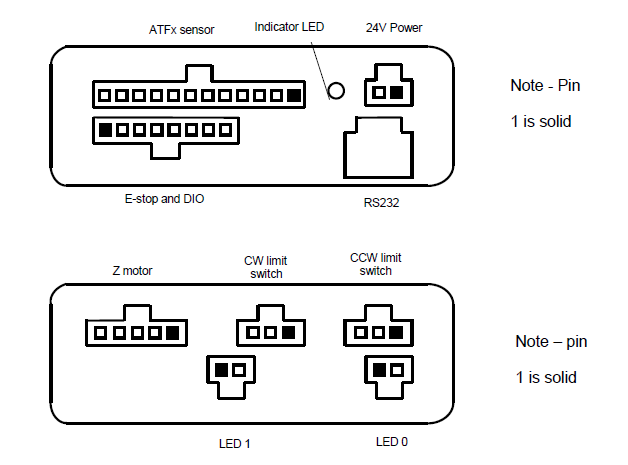 ATFx sensor
Indicator LED
24V Power
Note - Pin
1 is solid
E-stop and DIO
RS232
Z motor
CW limit
switch
CCW limit
switch
Note – pin
1 is solid
LED 1
LED 0